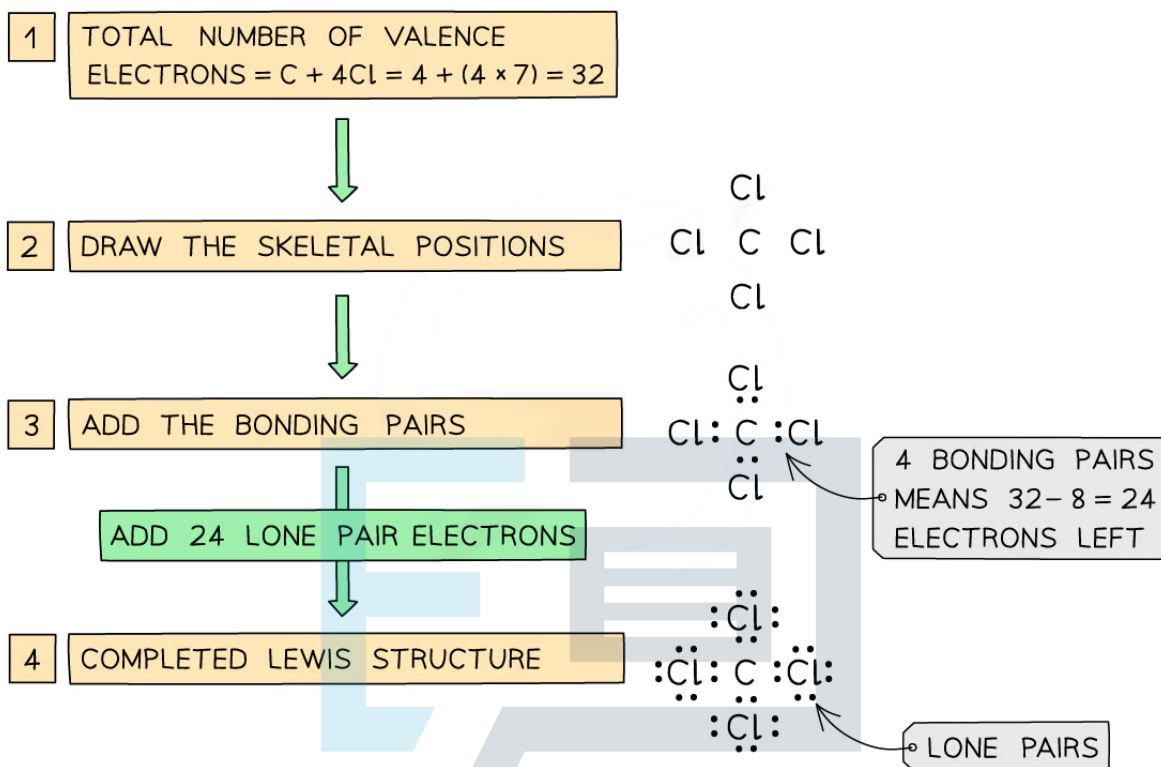 1
TOTAL NUMBER OF VALENCE
ELECTRONS = C + 4Cl = 4 + (4 × 7) = 32
2
DRAW THE SKELETAL POSITIONS
Cl
Cl C Cl
Cl
3
ADD THE BONDING PAIRS
Cl
Cl : C : Cl
Cl
4 BONDING PAIRS
MEANS 32 – 8 = 24
ELECTRONS LEFT
ADD 24 LONE PAIR ELECTRONS
4
COMPLETED LEWIS STRUCTURE
: Cl :
: Cl : C : Cl :
: Cl :
LONE PAIRS